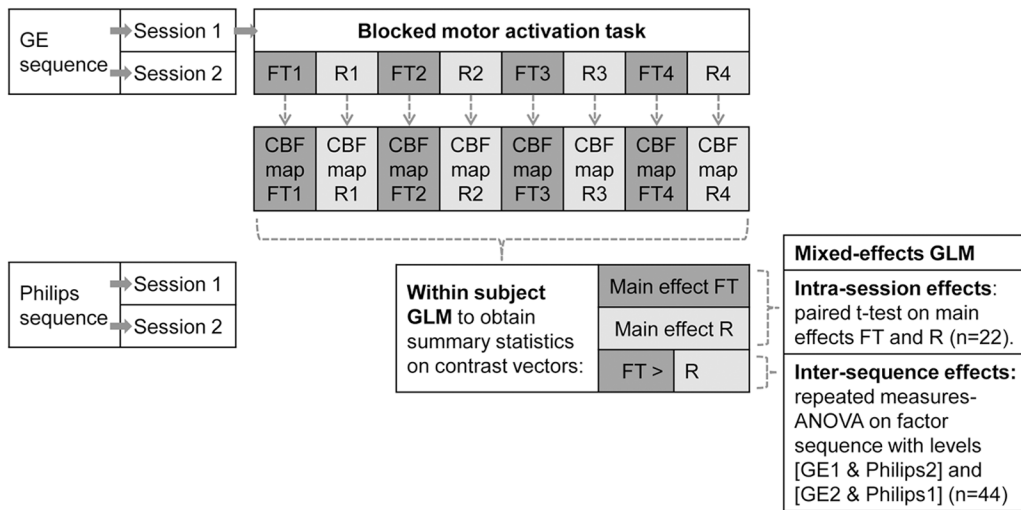 GE
sequence
Session 1
Session 2
Blocked motor activation task
FT1 R1 FT2 R2 FT3 R3 FT4 R4
CBF CBF CBF CBF CBF CBF CBF CBF
map map map map map map map map
FT1 R1 FT2 R2 FT3 R3 FT4 R4
Philips
sequence
Session 1
Session 2
Within subject
GLM to obtain
summary statistics
on contrast vectors:
Main effect FT
Main effect R
FT > R
Mixed-effects GLM
Intra-session effects:
paired t-test on main
effects FT and R (n=22).
Inter-sequence effects:
repeated measures-
ANOVA on factor
sequence with levels
[GE1 & Philips2] and
[GE2 & Philips1] (n=44)